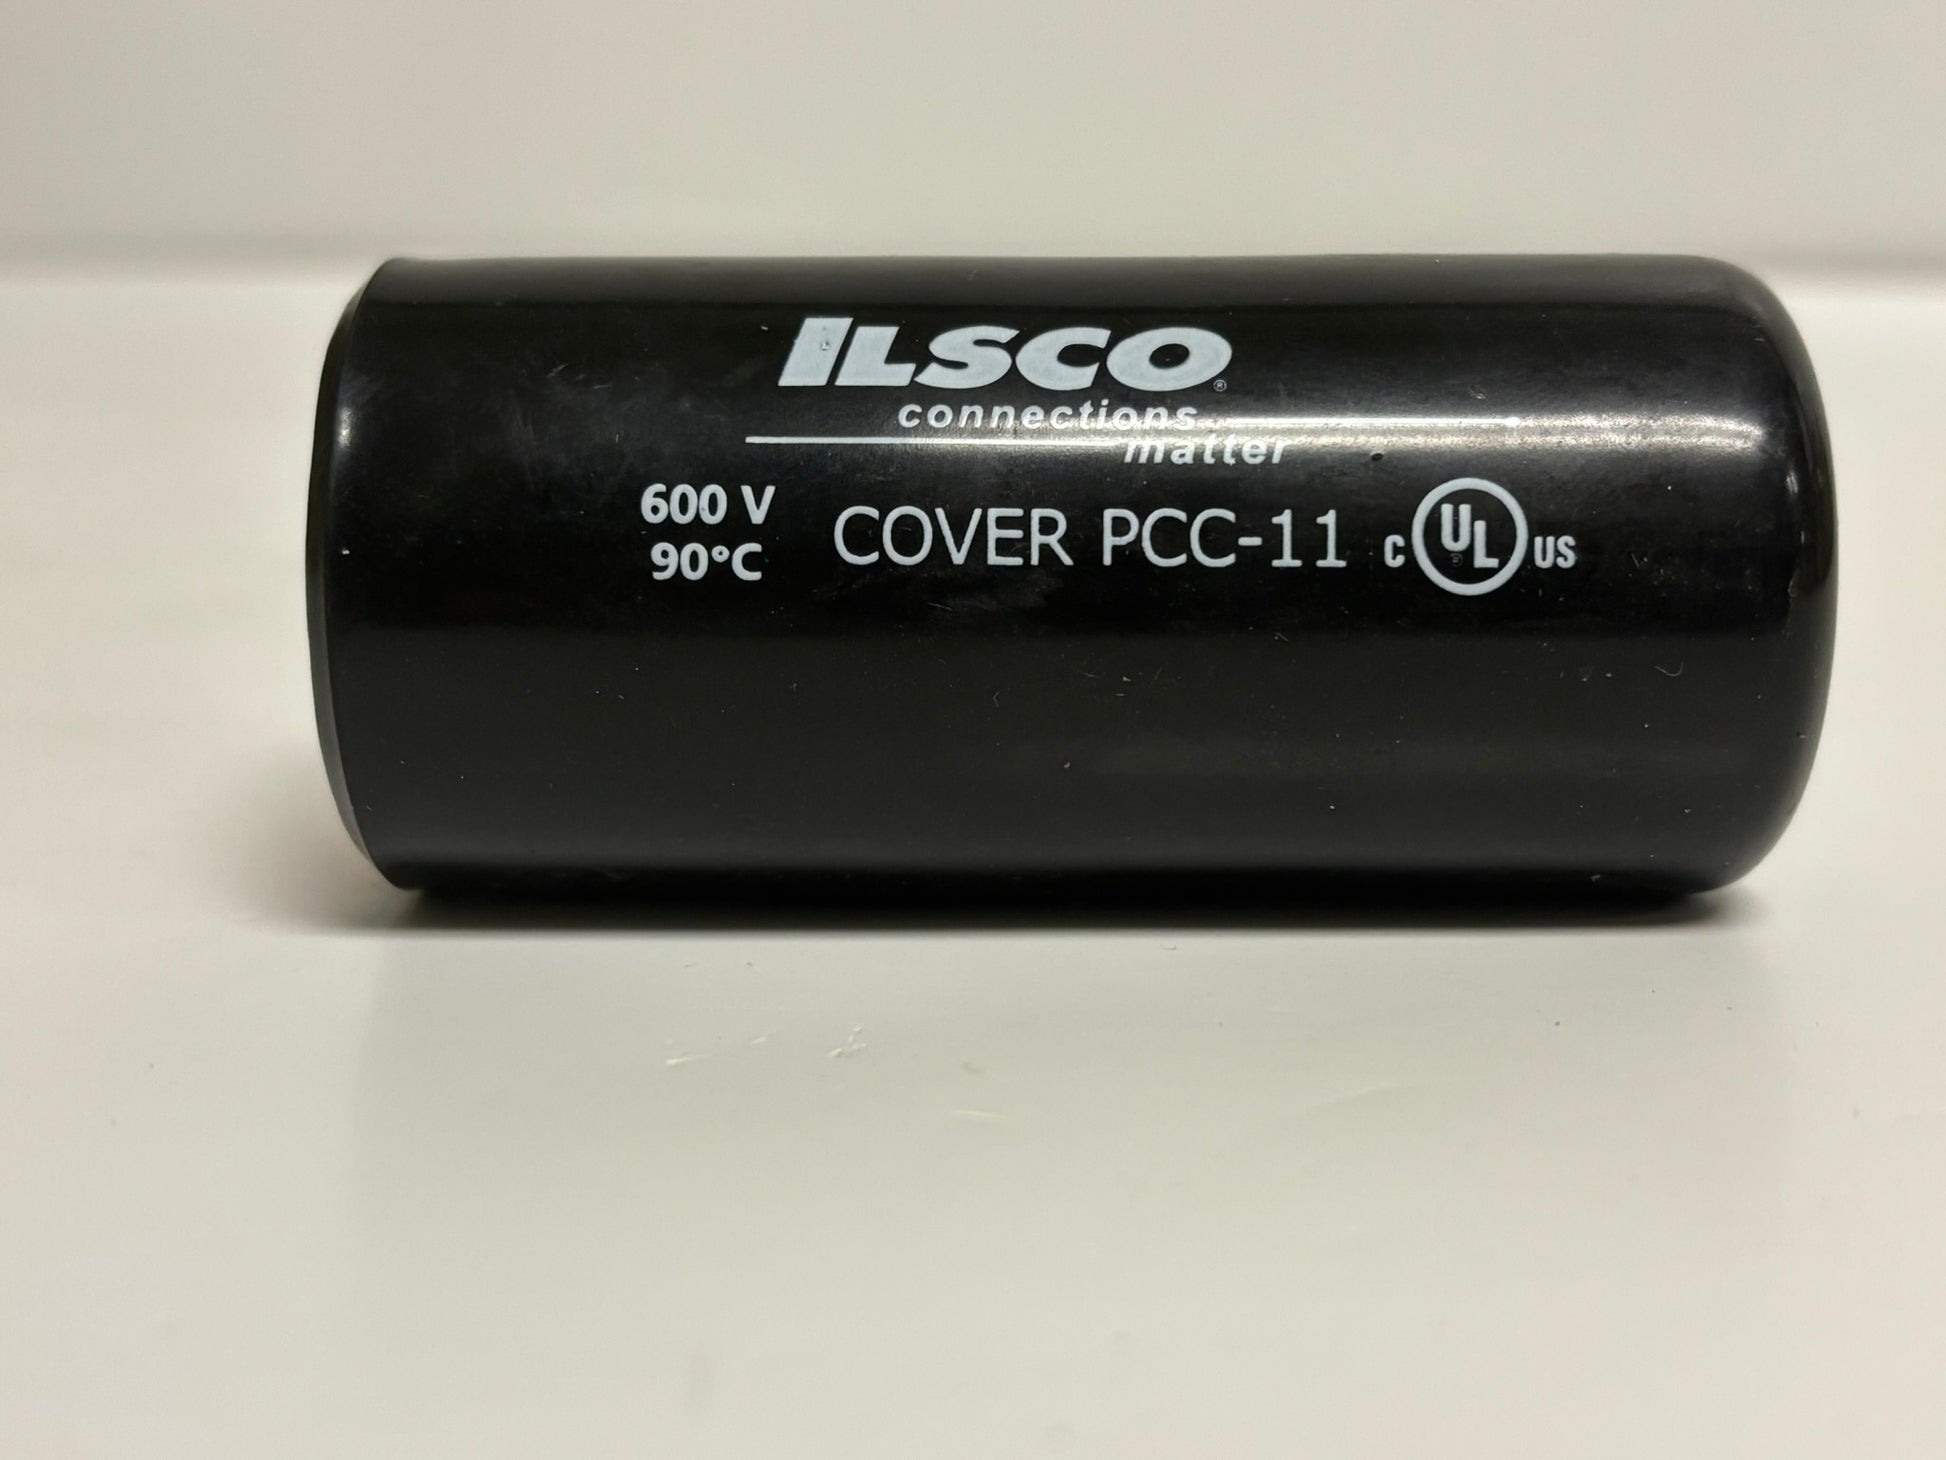 ILSCO®
connections
matter
600 V
90°C
COVER PCC-11
C UL® US